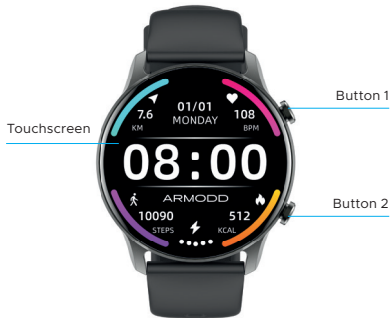 Button 1
01/01
7.6 MONDAY 108
KM BPM
Touchscreen
08:00
ARMODD
Button 2
10090 512
STEPS KCAL